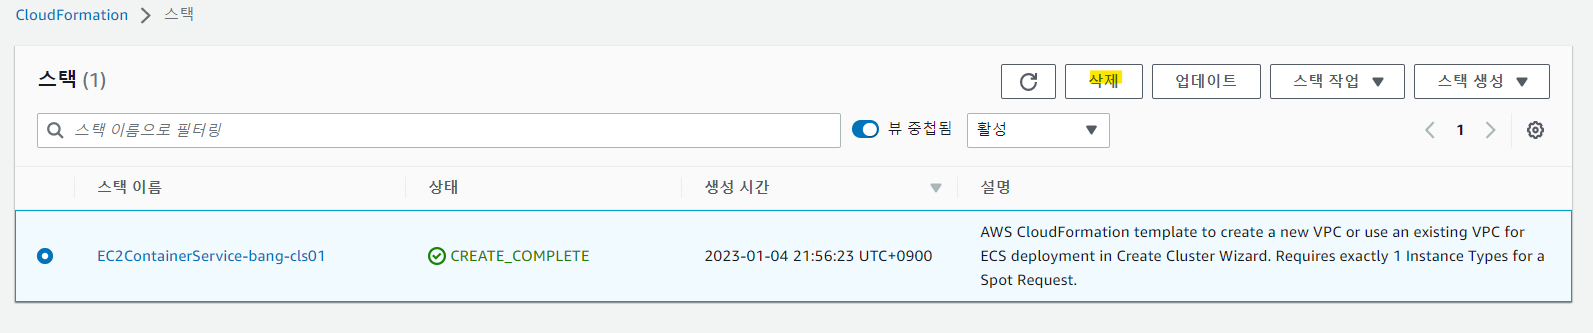 CloudFormation > 스택
스택 (1)
삭제
업데이트
스택 작업
스택 생성
스택 이름으로 필터링
뷰 중첩됨
활성
1
스택 이름
상태
생성 시간
설명
EC2ContainerService-bang-cls01
CREATE_COMPLETE
2023-01-04 21:56:23 UTC+0900
AWS CloudFormation template to create a new VPC or use an existing VPC for
ECS deployment in Create Cluster Wizard. Requires exactly 1 Instance Types for a
Spot Request.